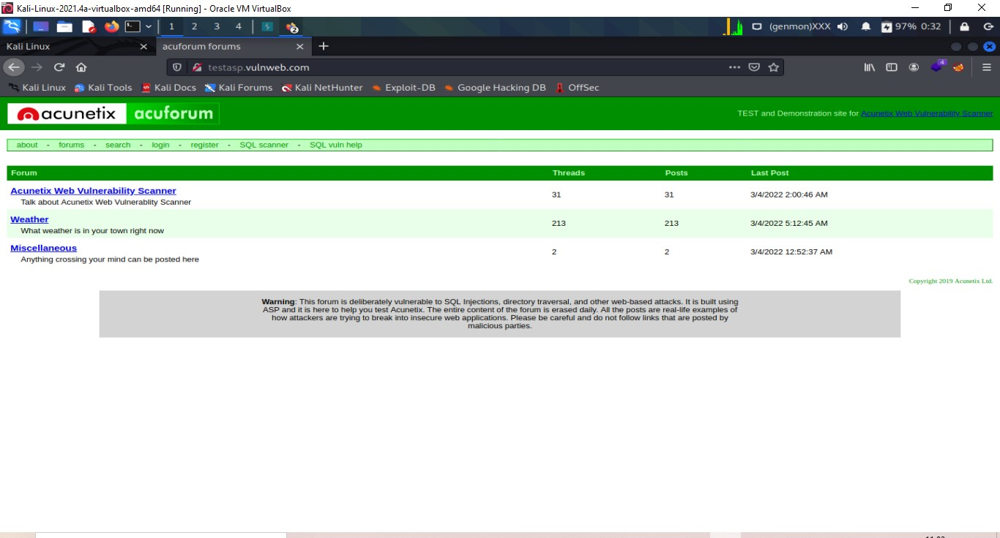 Kali-Linux-2021.4a-virtualbox-amd64 [Running] - Oracle VM VirtualBox
1 2 3 4 2 (genmon)XXX 97% 0:32
Kali Linux acuforum forums
testasp.vulnweb.com 4
Kali Linux Kali Tools Kali Docs Kali Forums Kali NetHunter Exploit-DB Google Hacking DB OffSec
acunetix acuforum TEST and Demonstration site for Acunetix Web Vulnerability Scanner
about - forums - search - login - register - SQL scanner - SQL vuln help
Forum Threads Posts Last Post
Acunetix Web Vulnerability Scanner
Talk about Acunetix Web Vulnerablity Scanner 31 31 3/4/2022 2:00:46 AM
Weather
What weather is in your town right now 213 213 3/4/2022 5:12:45 AM
Miscellaneous
Anything crossing your mind can be posted here 2 2 3/4/2022 12:52:37 AM
Copyright 2019 Acunetix Ltd.
Warning: This forum is deliberately vulnerable to SQL Injections, directory traversal, and other web-based attacks. It is built using
ASP and it is here to help you test Acunetix. The entire content of the forum is erased daily. All the posts are real-life examples of
how attackers are trying to break into insecure web applications. Please be careful and do not follow links that are posted by
malicious parties.